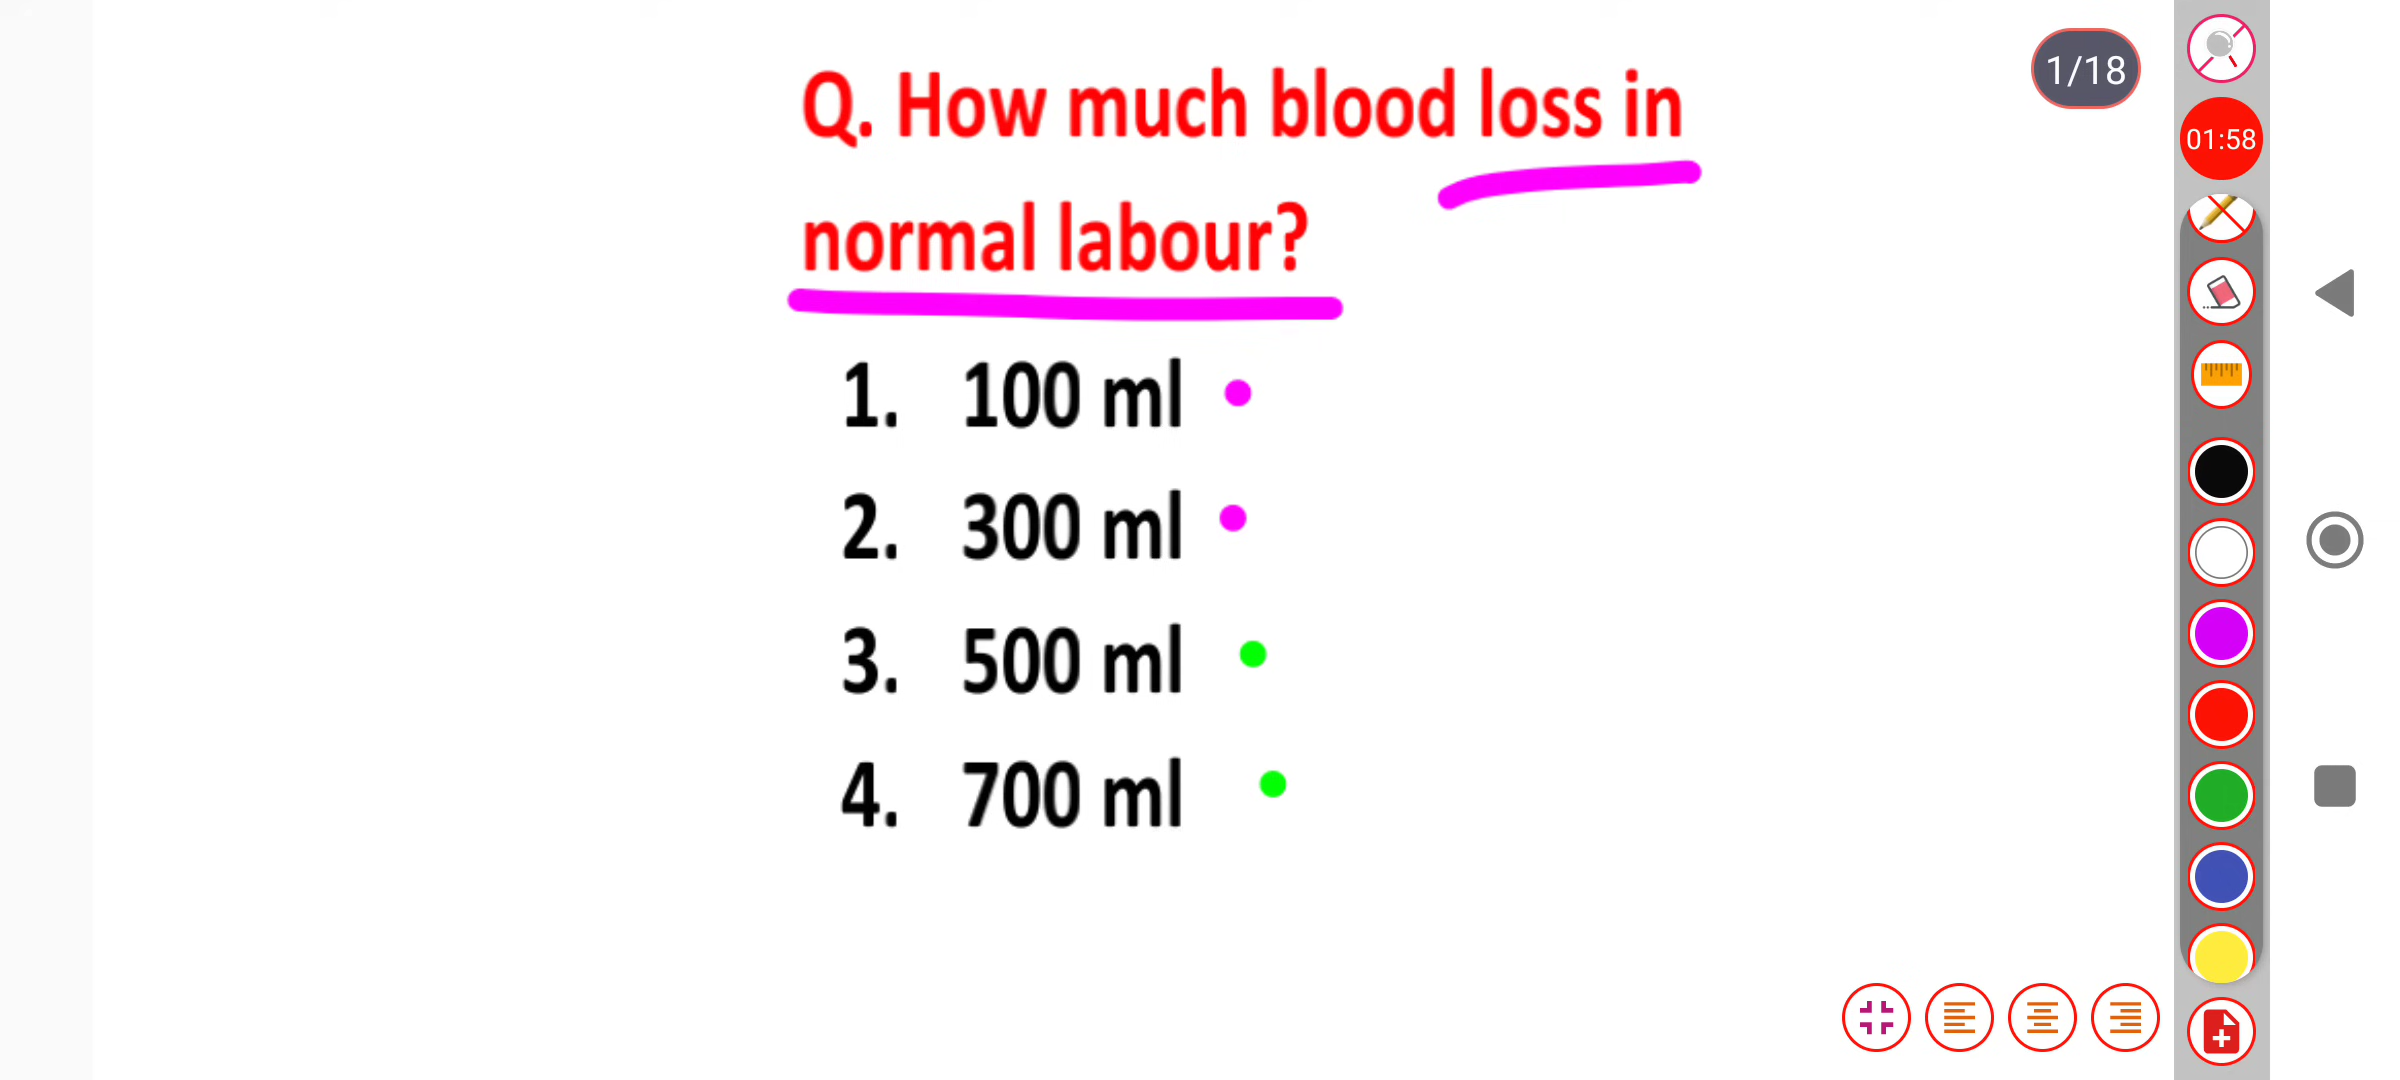 Q. How much blood loss in
normal labour?
1. 100 ml
2. 300 ml
3. 500 ml
4. 700 ml
1/18
01:58